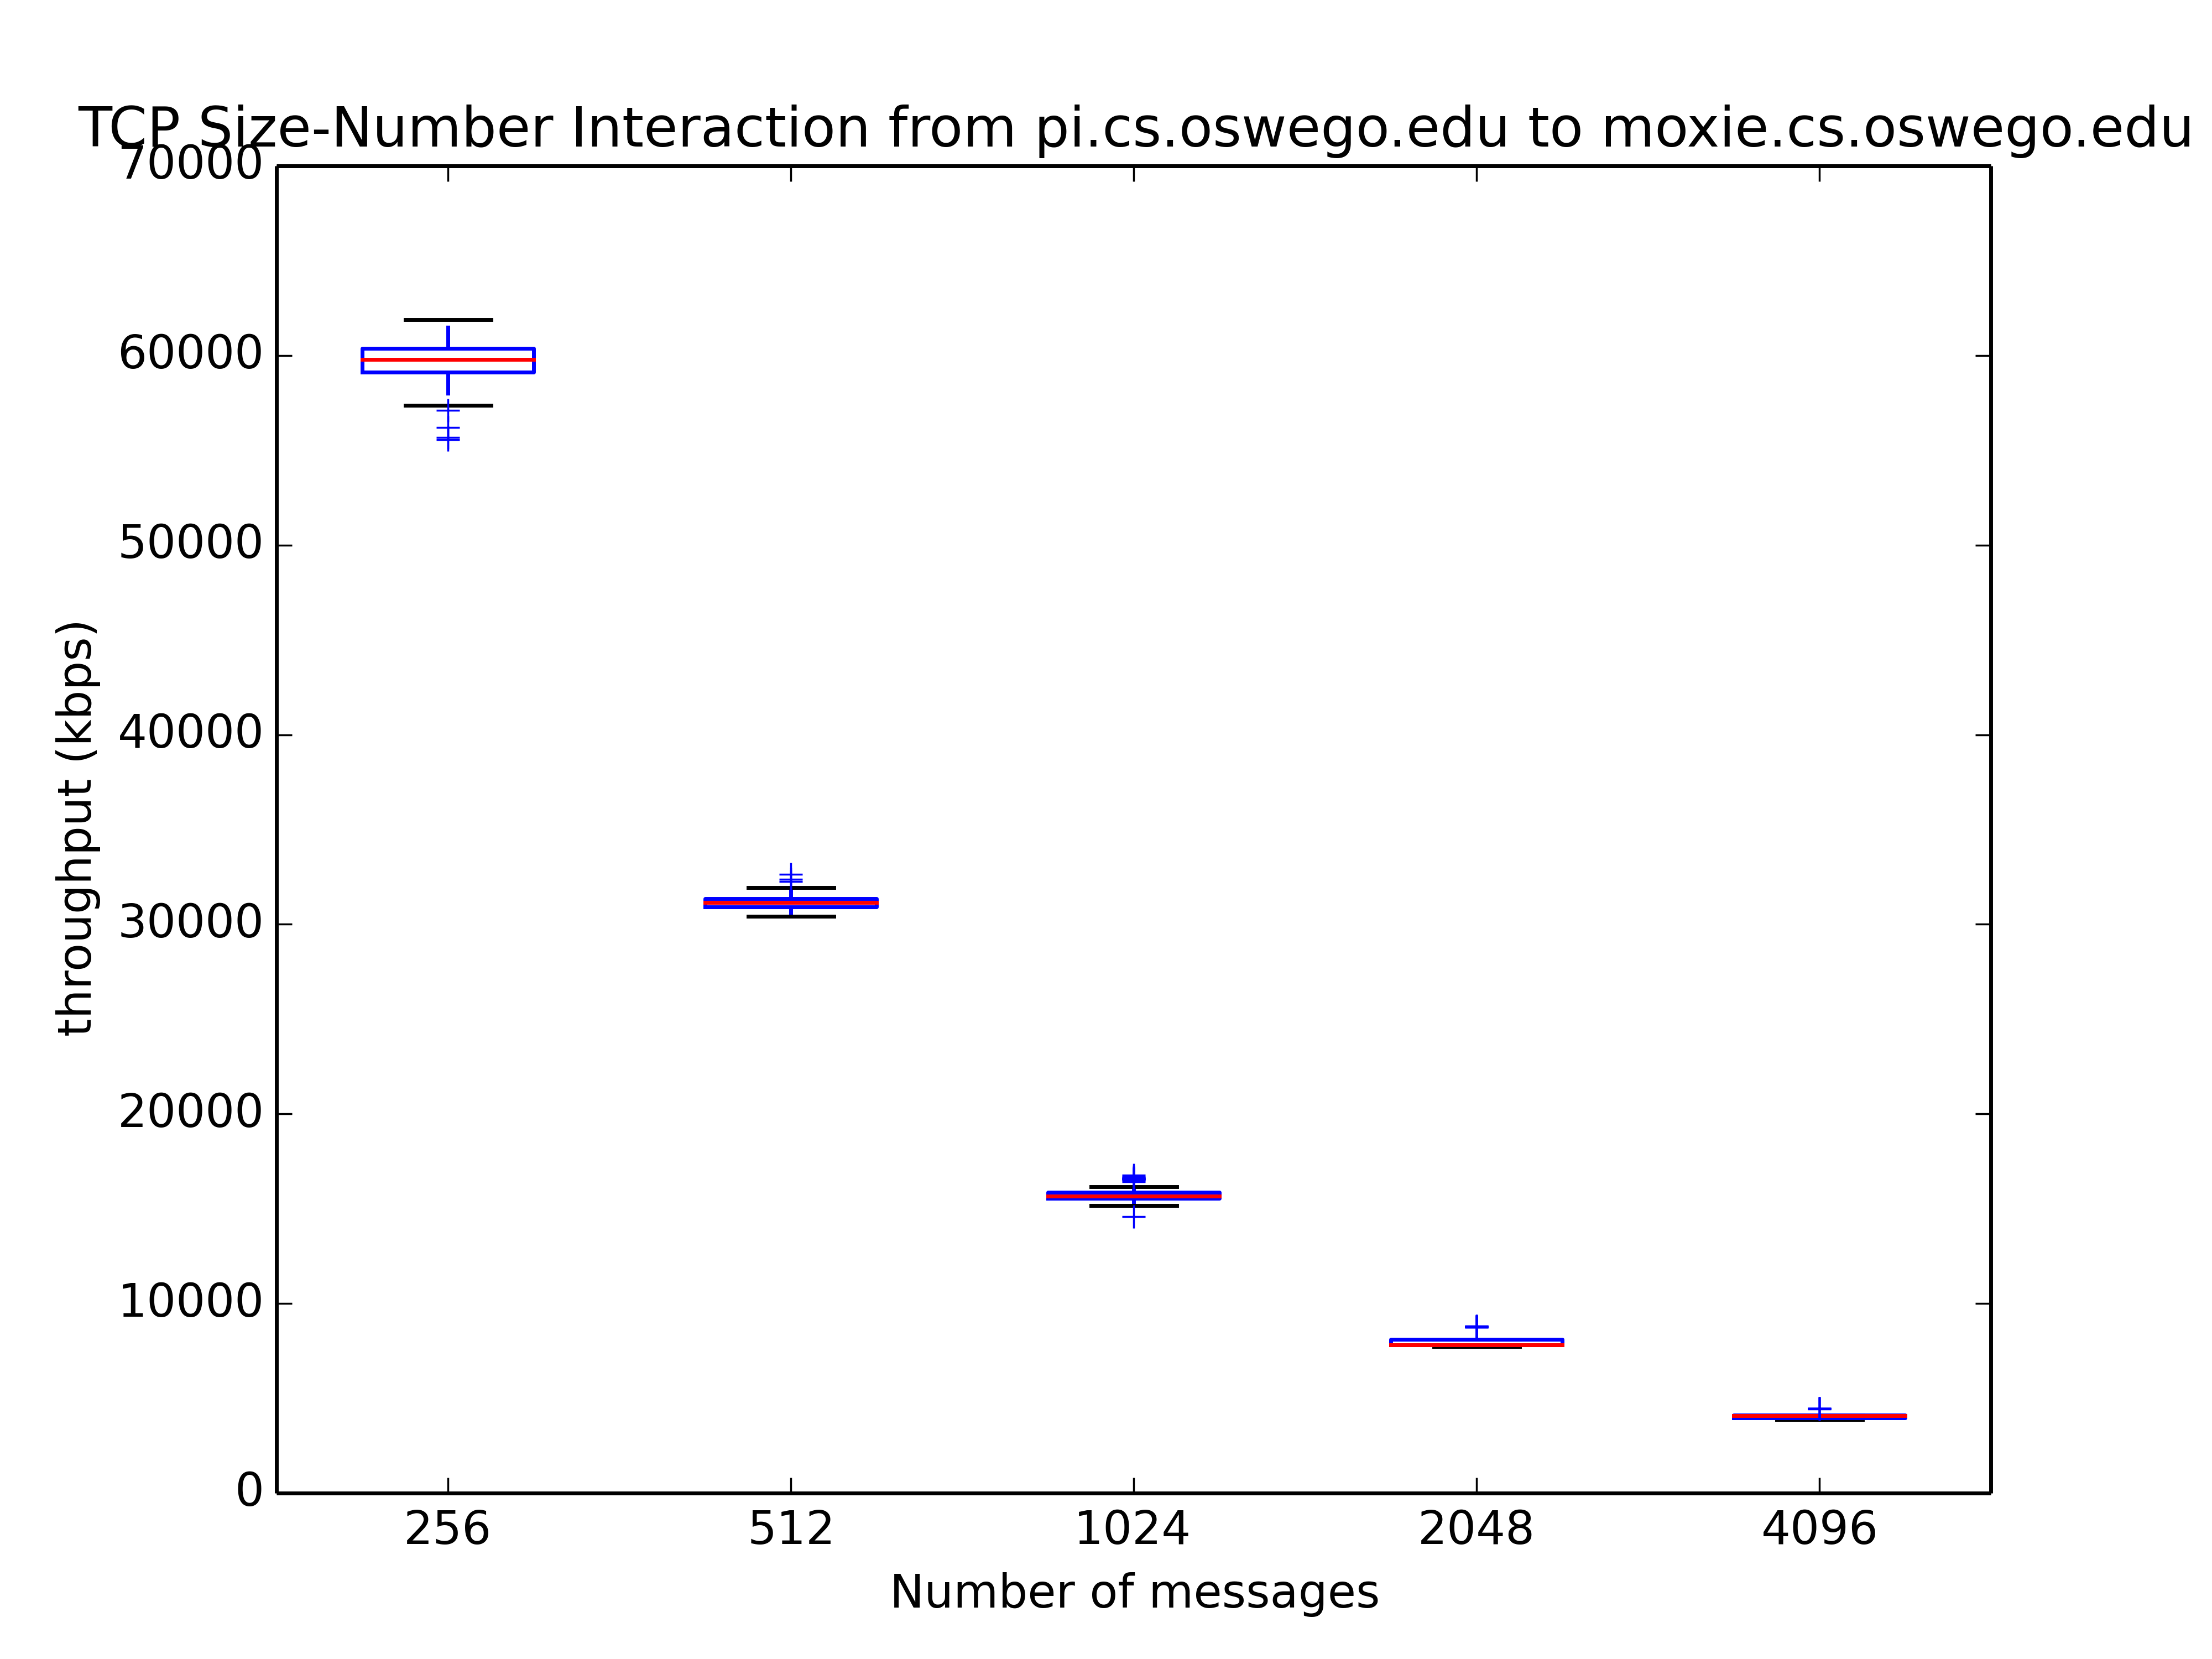 TCP Size-Number Interaction from pi.cs.oswego.edu to moxie.cs.oswego.edu
70000
60000
50000
40000
30000
20000
10000
0
throughput (kbps)
256 512 1024 2048 4096
Number of messages